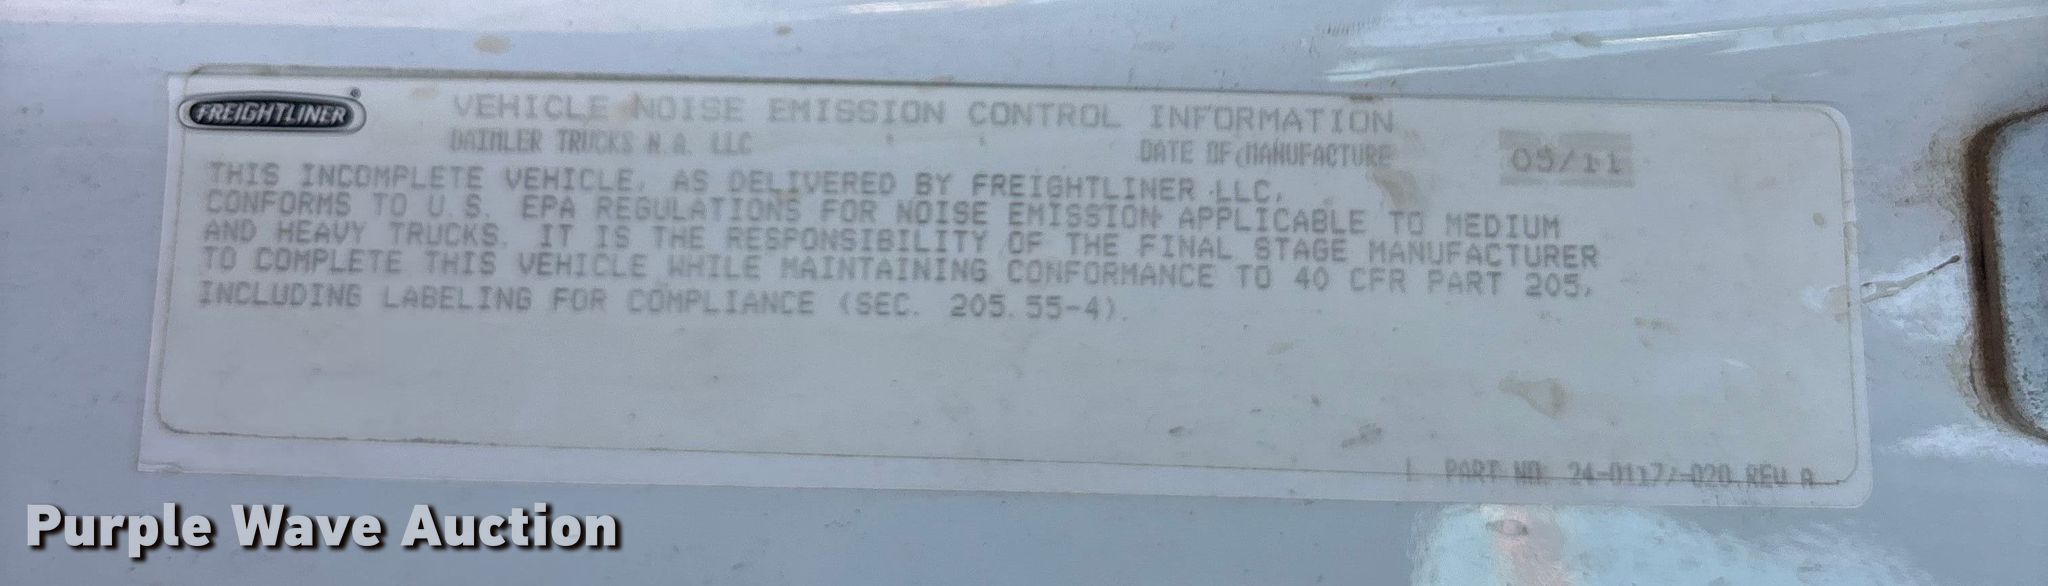 FREIGHTLINER ®
VEHICLE NOISE EMISSION CONTROL INFORMATION
DAIMLER TRUCKS N.A. LLC DATE OF MANUFACTURE 05/11
THIS INCOMPLETE VEHICLE, AS DELIVERED BY FREIGHTLINER LLC,
CONFORMS TO U.S. EPA REGULATIONS FOR NOISE EMISSION APPLICABLE TO MEDIUM
AND HEAVY TRUCKS. IT IS THE RESPONSIBILITY OF THE FINAL STAGE MANUFACTURER
TO COMPLETE THIS VEHICLE WHILE MAINTAINING CONFORMANCE TO 40 CFR PART 205,
INCLUDING LABELING FOR COMPLIANCE (SEC. 205.55-4).
PART NO. 24-01177-020 REV A
Purple Wave Auction